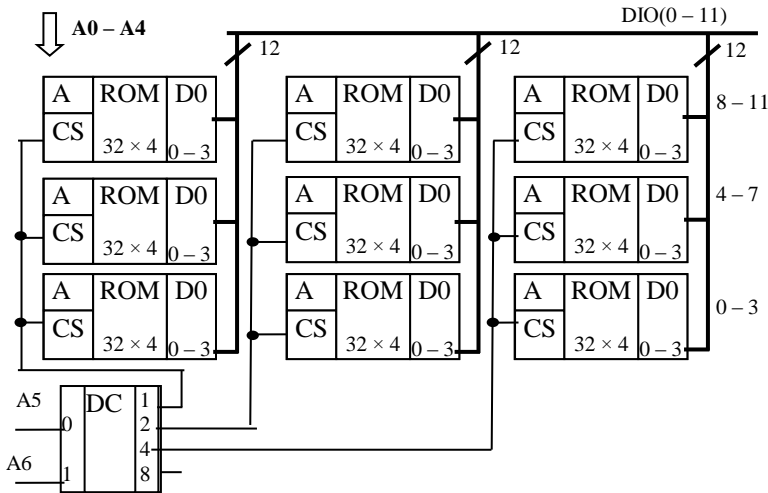 DIO(0 – 11)
A0 – A4
12
12
12
A ROM D0
CS
32 × 4
0 – 3
A ROM D0
CS
32 × 4
0 – 3
A ROM D0
CS
32 × 4
0 – 3
8 – 11
A ROM D0
CS
32 × 4
0 – 3
A ROM D0
CS
32 × 4
0 – 3
A ROM D0
CS
32 × 4
0 – 3
4 – 7
A ROM D0
CS
32 × 4
0 – 3
A ROM D0
CS
32 × 4
0 – 3
A ROM D0
CS
32 × 4
0 – 3
0 – 3
A5
DC
1
0
2
4
A6
1
8